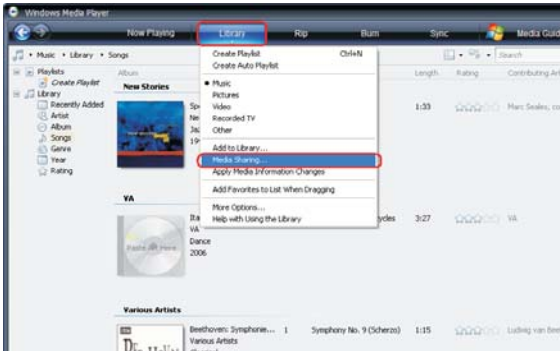 Windows Media Player
Now Playing Library Rip Burn Sync Media Guid
Music Library Songs
Search
Playlists
Create Playlist
Library
Recently Added
Artist
Album
Songs
Genre
Year
Rating
Create Playlist Ctrl+N
Create Auto Playlist
Music
Pictures
Video
Recorded TV
Other
Add to Library...
Media Sharing...
Apply Media Information Changes
Add Favorites to List When Dragging
More Options...
Help with Using the Library
Album Length Rating Contributing Ar
New Stories
1:33 Marc Seales, co
VA
Paste Art Here
VA
Dance
2006
ycles 3:27 VA
Various Artists
Beethoven: Symphonie... 1 Symphony No. 9 (Scherzo) 1:15 Ludwig van Bee
Various Artists